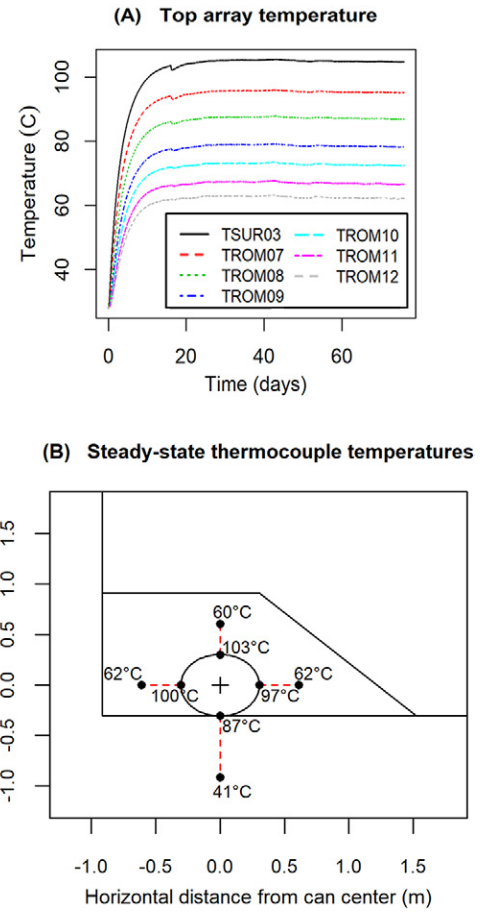 (A) Top array temperature
Temperature (C)
100
80
60
40
TSUR03 TROM10
TROM07 TROM11
TROM08 TROM12
TROM09
0 20 40 60
Time (days)
(B) Steady-state thermocouple temperatures
1.5
1.0
0.5
0.0
-0.5
-1.0
60°C
103°C
62°C 62°C
100°C 97°C
87°C
41°C
-1.0 -0.5 0.0 0.5 1.0 1.5
Horizontal distance from can center (m)